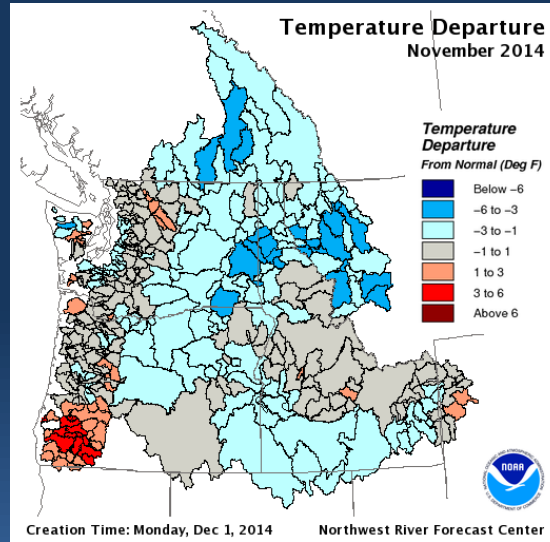 Temperature Departure
November 2014
Temperature
Departure
From Normal (Deg F)
Below −6
−6 to −3
−3 to −1
−1 to 1
1 to 3
3 to 6
Above 6
NOAA
Creation Time: Monday, Dec 1, 2014
Northwest River Forecast Center